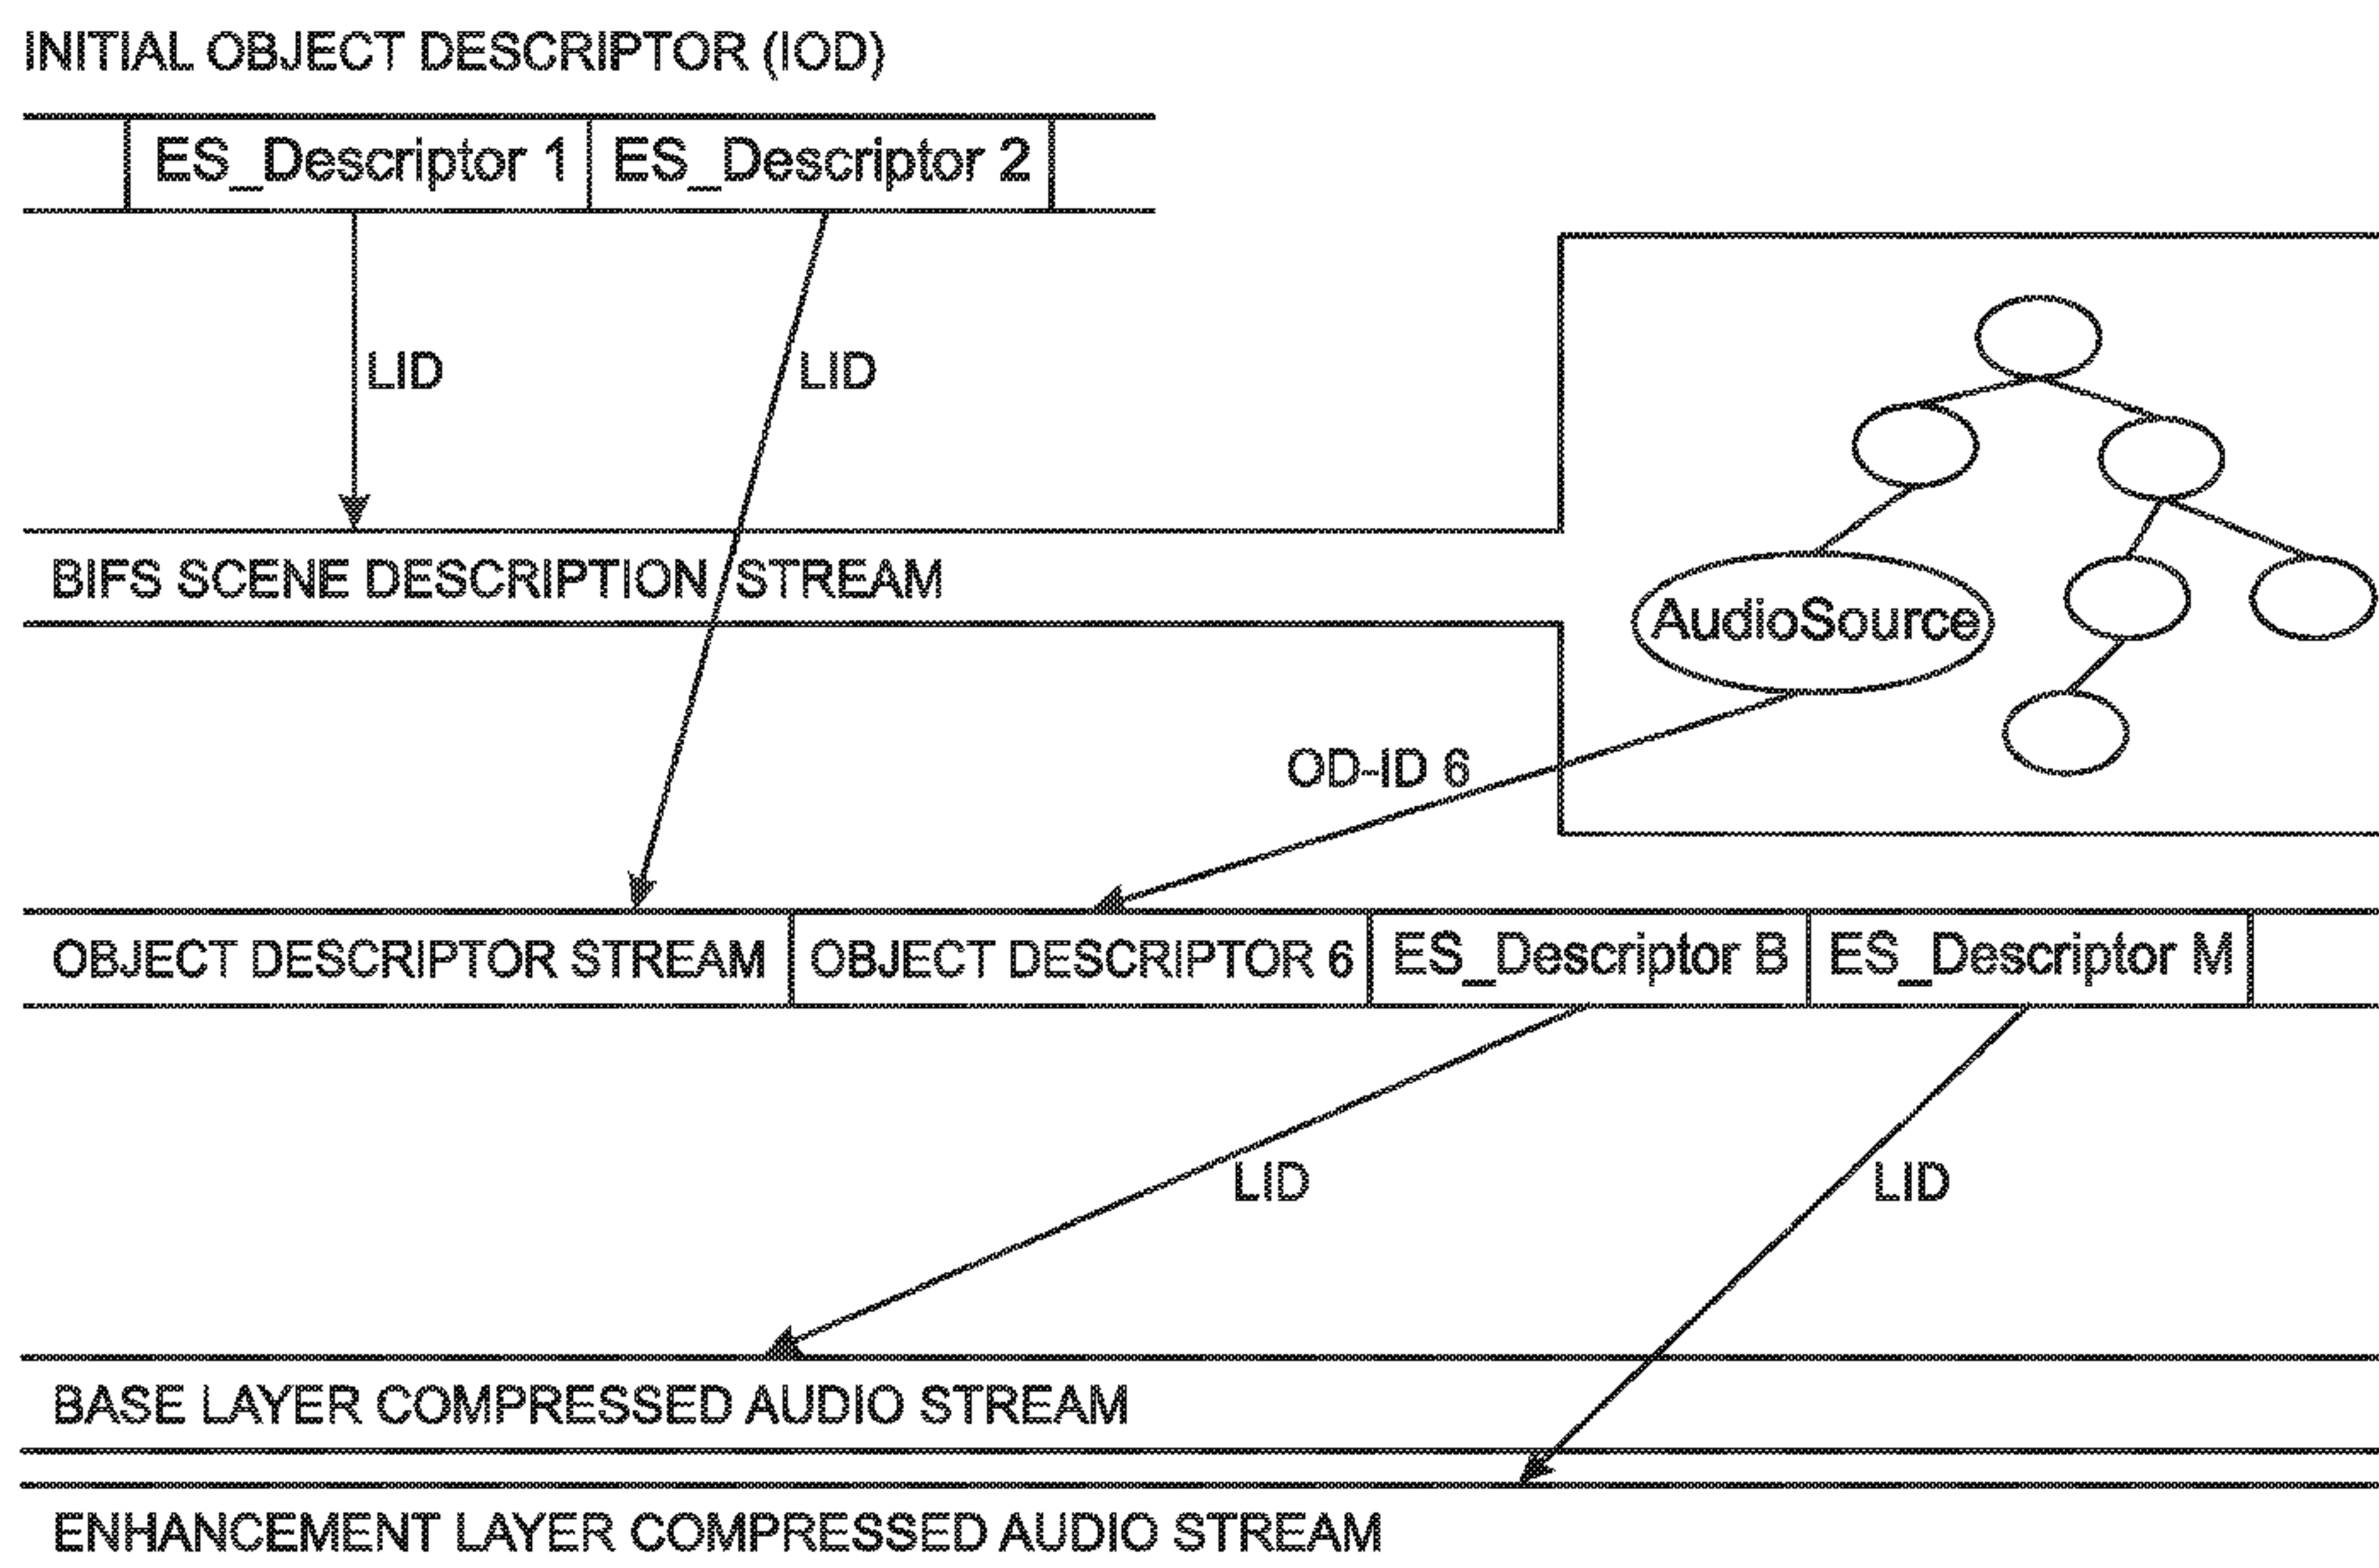 INITIAL OBJECT DESCRIPTOR (IOD)
ES_Descriptor 1
ES_Descriptor 2
LID
LID
BIFS SCENE DESCRIPTION STREAM
AudioSource
OD-ID 6
OBJECT DESCRIPTOR STREAM
OBJECT DESCRIPTOR 6
ES_Descriptor B
ES_Descriptor M
LID
LID
BASE LAYER COMPRESSED AUDIO STREAM
ENHANCEMENT LAYER COMPRESSED AUDIO STREAM